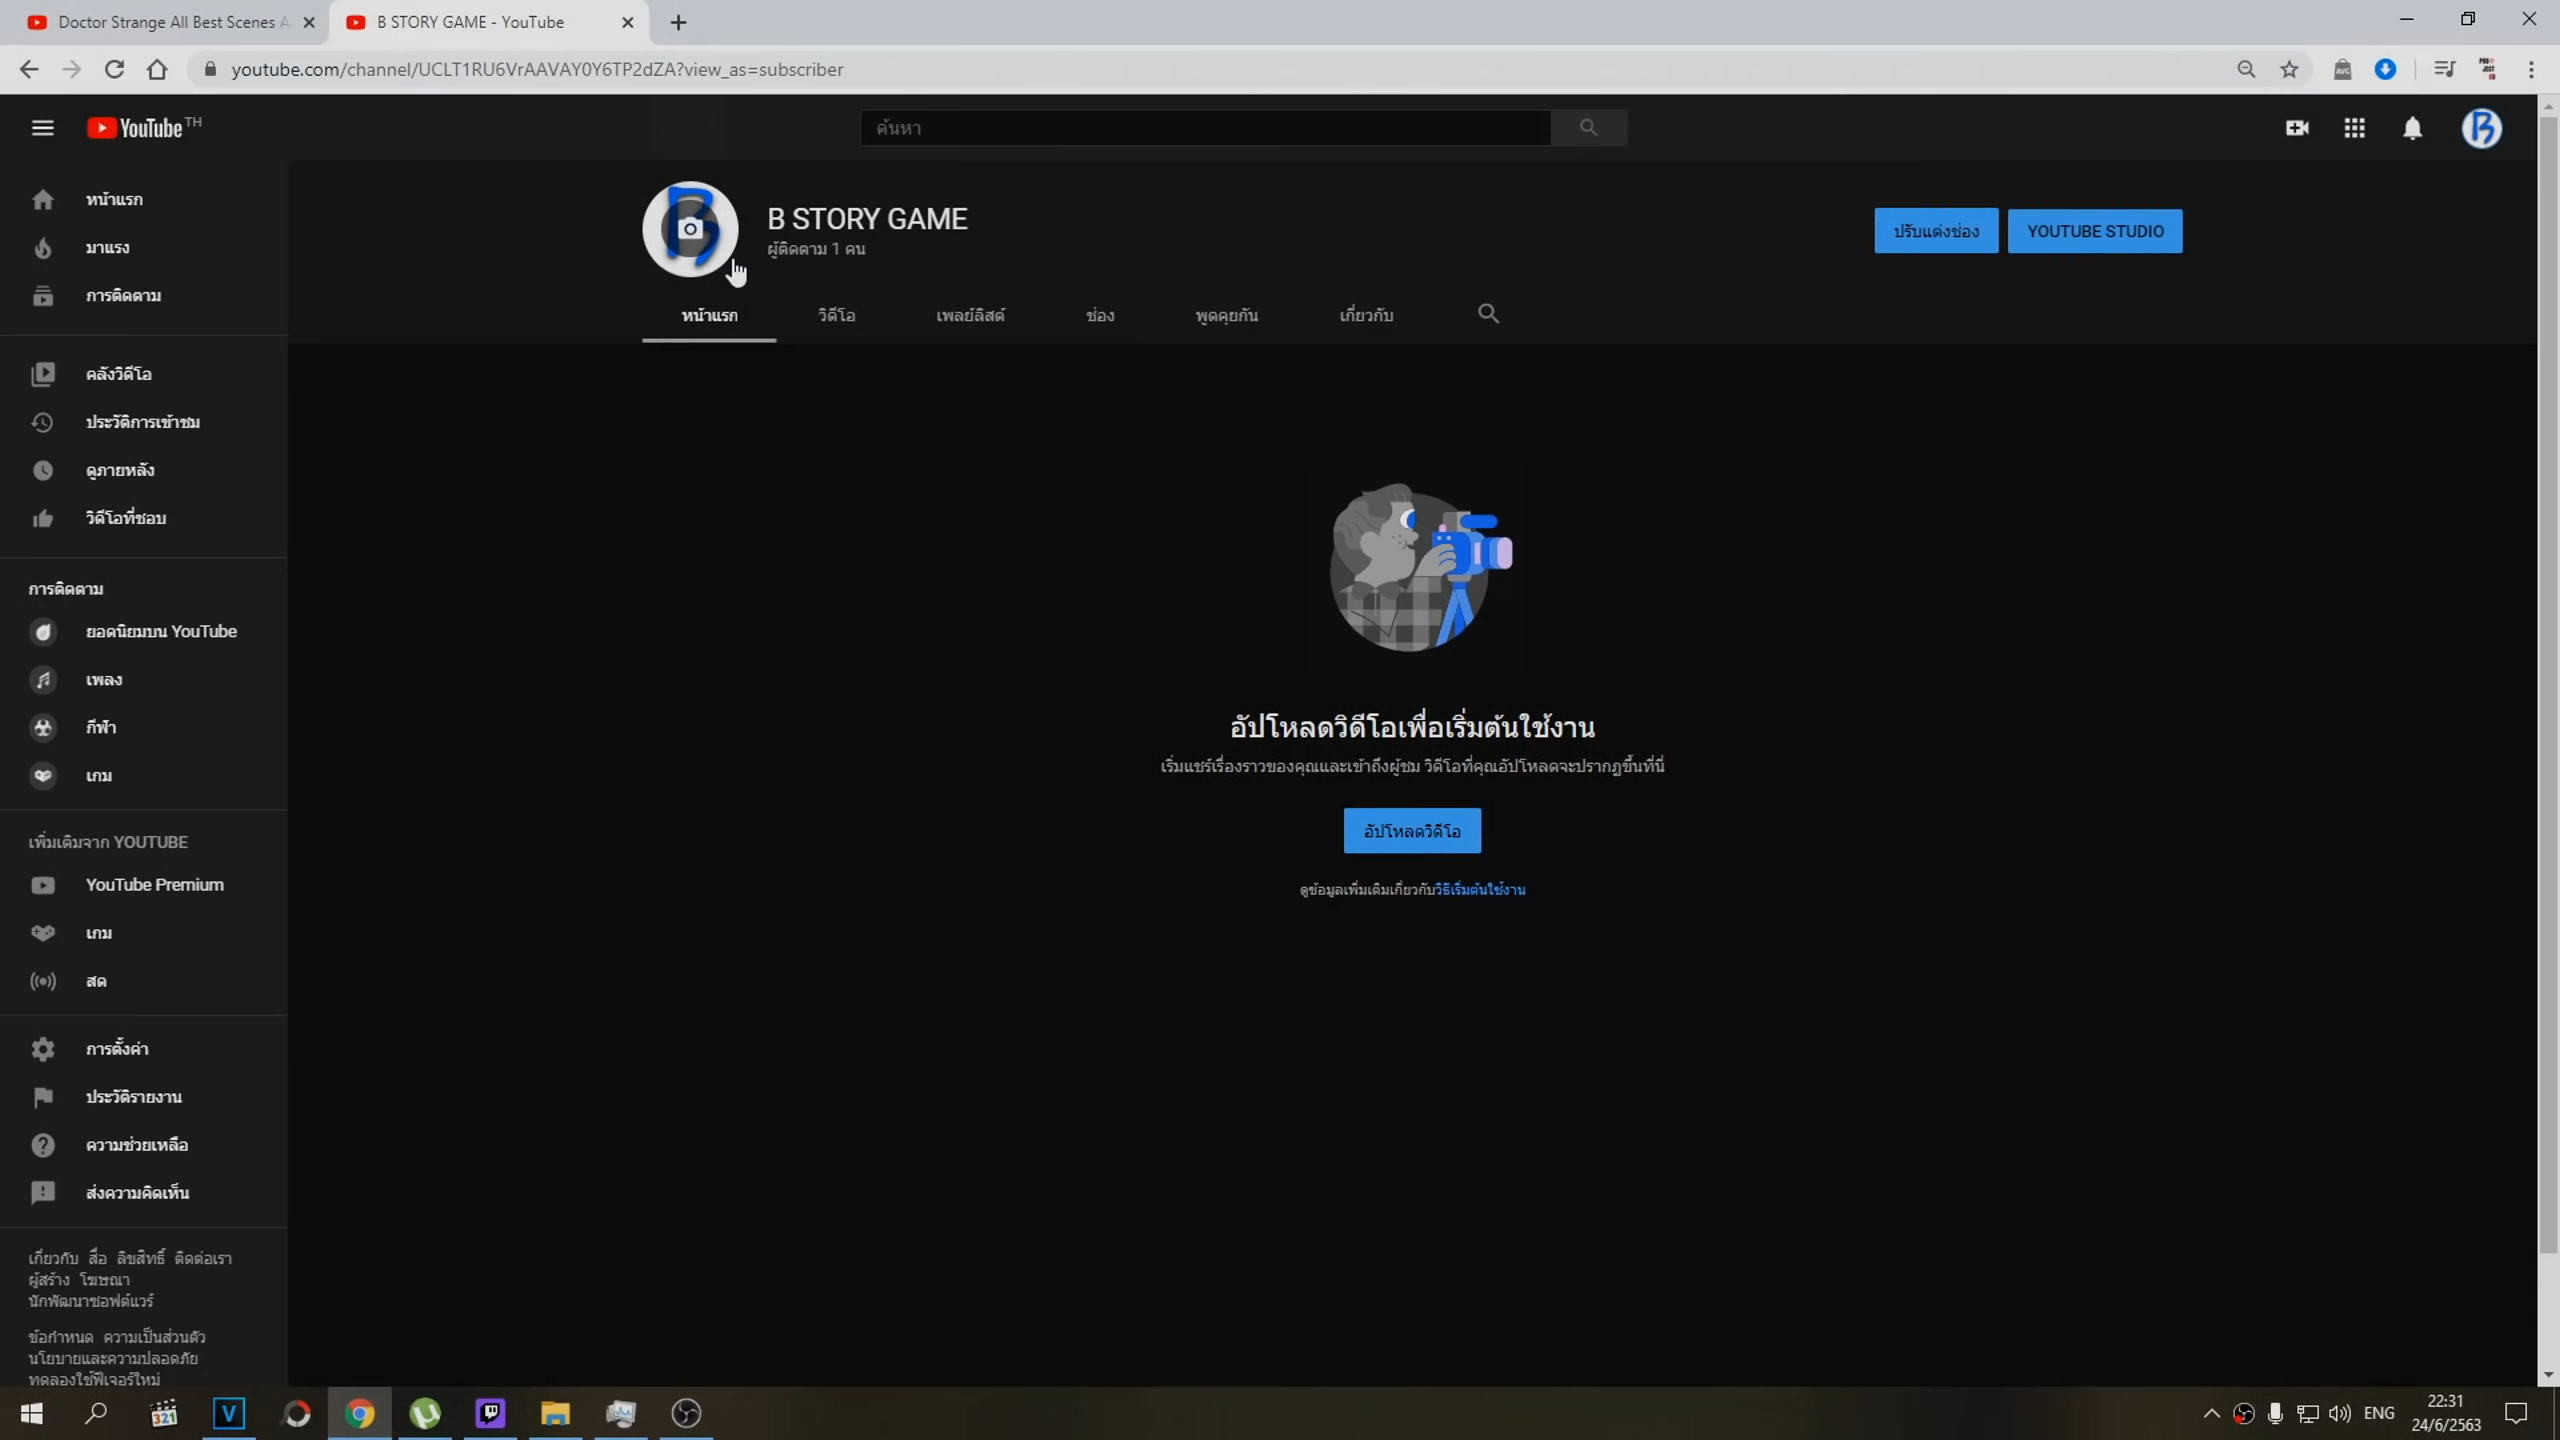 Doctor Strange All Best Scenes A
B STORY GAME - YouTube
youtube.com/channel/UCLT1RU6VrAAVAY0Y6TP2dZA?view_as=subscriber
YouTube TH
ค้นหา
หน้าแรก
มาแรง
การติดตาม
คลังวิดีโอ
ประวัติการเข้าชม
ดูภายหลัง
วิดีโอที่ชอบ
การติดตาม
ยอดนิยมบน YouTube
เพลง
กีฬา
เกม
เพิ่มเติมจาก YOUTUBE
YouTube Premium
เกม
สด
การตั้งค่า
ประวัติรายงาน
ความช่วยเหลือ
ส่งความคิดเห็น
เกี่ยวกับ สื่อ ลิขสิทธิ์ ติดต่อเรา
ผู้สร้าง โฆษณา
นักพัฒนาซอฟต์แวร์
ข้อกำหนด ความเป็นส่วนตัว
นโยบายและความปลอดภัย
ทดลองใช้ฟีเจอร์ใหม่
B STORY GAME
ผู้ติดตาม 1 คน
ปรับแต่งช่อง
YOUTUBE STUDIO
หน้าแรก
วิดีโอ
เพลย์ลิสต์
ช่อง
พูดคุยกัน
เกี่ยวกับ
อัปโหลดวิดีโอเพื่อเริ่มต้นใช้งาน
เริ่มแชร์เรื่องราวของคุณและเข้าถึงผู้ชม วิดีโอที่คุณอัปโหลดจะปรากฏขึ้นที่นี่
อัปโหลดวิดีโอ
ดูข้อมูลเพิ่มเติมเกี่ยวกับวิธีเริ่มต้นใช้งาน
321
V
ENG
22:31
24/6/2563